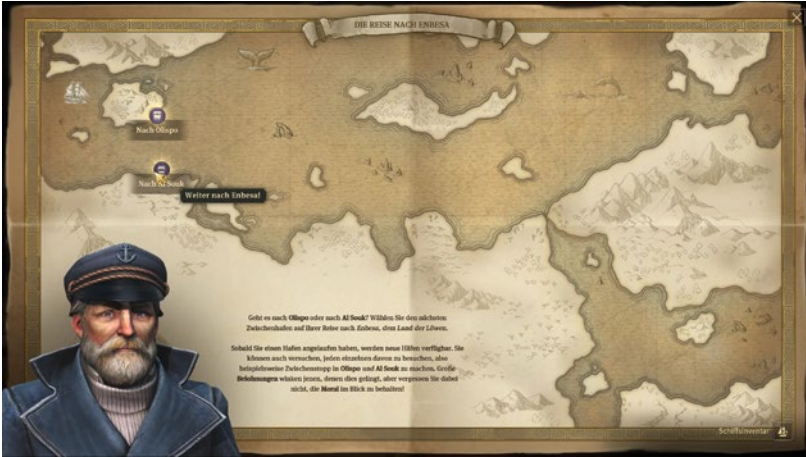 DIE REISE NACH ENBESA
Nach Olispo
Nach Al Souk
Weiter nach Enbesa!
Geht es nach Olispo oder nach Al Souk? Wählen Sie den nächsten
Zwischenhafen auf Ihrer Reise nach Enbesa, dem Land der Löwen.
Sobald Sie einen Hafen angelaufen haben, werden neue Häfen verfügbar. Sie
können auch versuchen, jeden einzelnen davon zu besuchen, also
beispielsweise Zwischenstopp in Olispo und Al Souk zu machen. Große
Belohnungen winken jenen, denen dies gelingt, aber vergessen Sie dabei
nicht, die Moral im Blick zu behalten!
Schiffsinventar